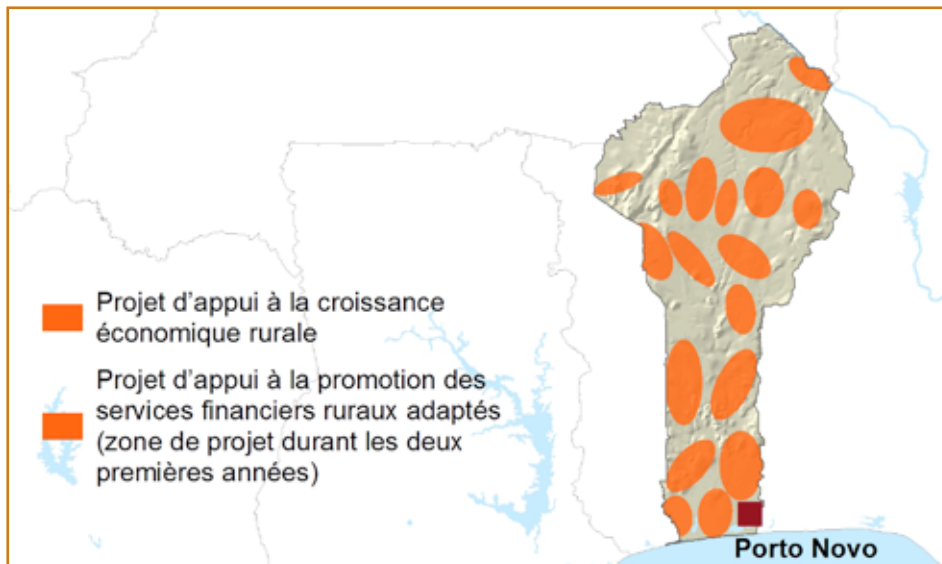 Projet d'appui à la croissance
économique rurale
Projet d'appui à la promotion des
services financiers ruraux adaptés
(zone de projet durant les deux
premières années)
Porto Novo